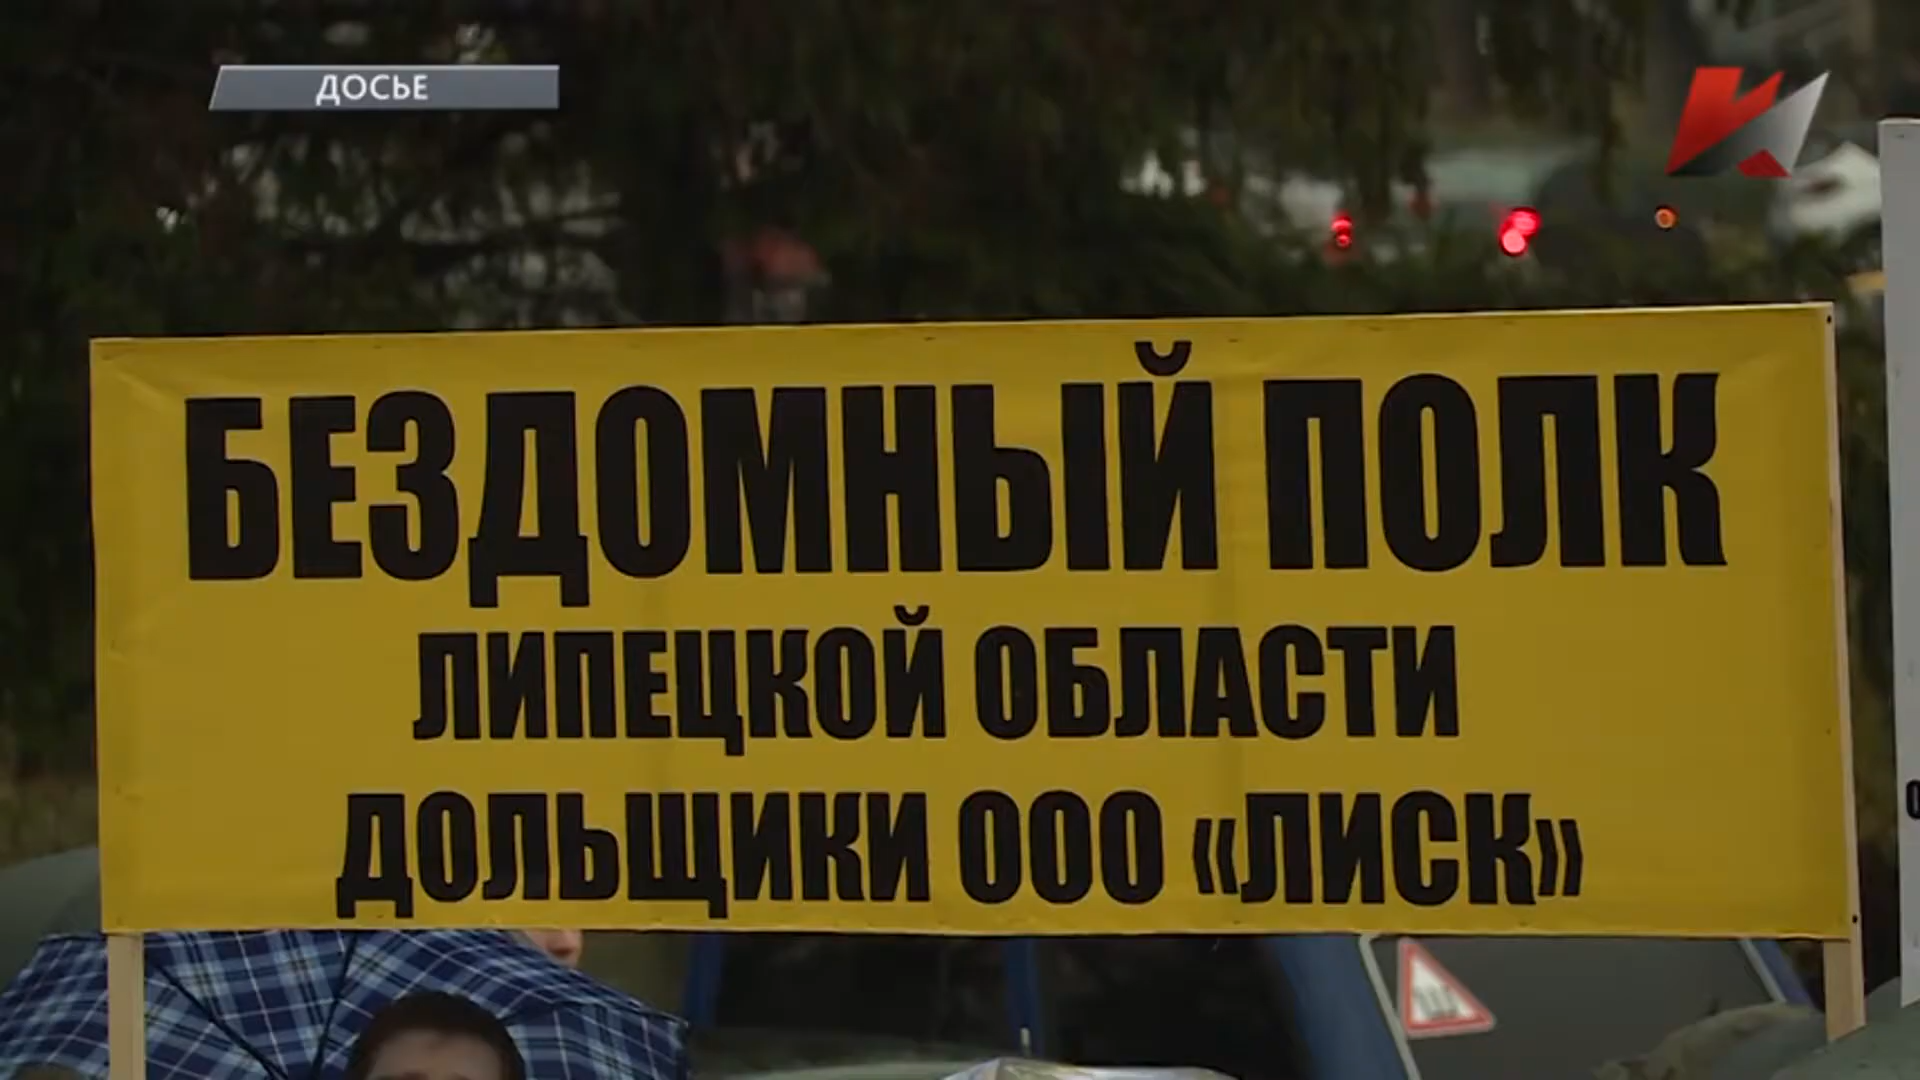 ДОСЬЕ
БЕЗДОМНЫЙ ПОЛК
ЛИПЕЦКОЙ ОБЛАСТИ
ДОЛЬЩИКИ ООО «ЛИСК»